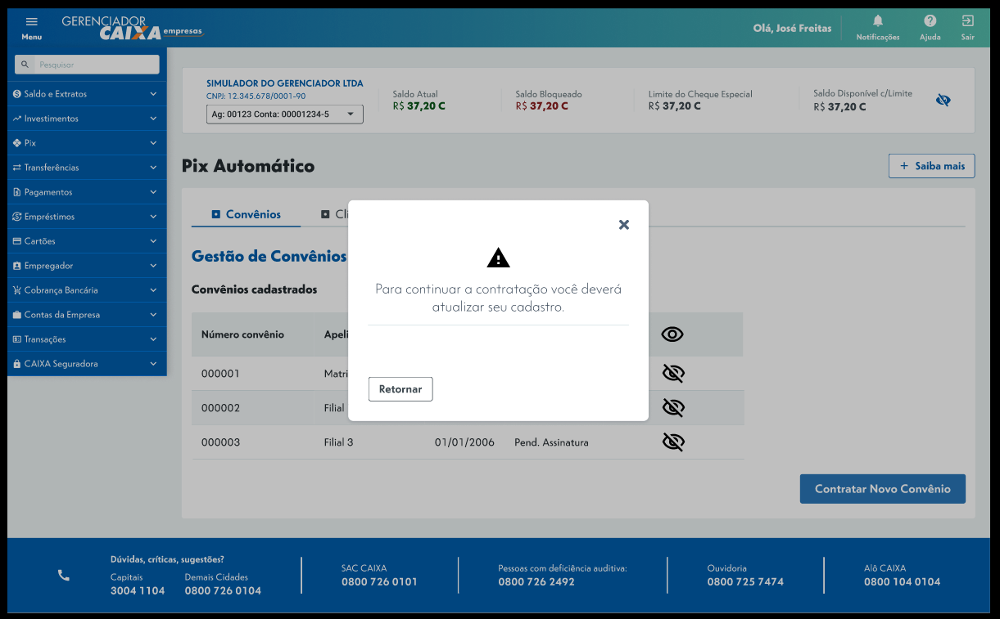 Menu
GERENCIADOR
CAIXA empresas
Olá, José Freitas
Notificações
Ajuda
Sair
Pesquisar
Saldo e Extratos
Investimentos
Pix
Transferências
Pagamentos
Empréstimos
Cartões
Empregador
Cobrança Bancária
Contas da Empresa
Transações
CAIXA Seguradora
SIMULADOR DO GERENCIADOR LTDA
CNPJ: 12.345.678/0001-90
Ag: 00123 Conta: 00001234-5
Saldo Atual
R$ 37,20 C
Saldo Bloqueado
R$ 37,20 C
Limite do Cheque Especial
R$ 37,20 C
Saldo Disponível c/Limite
R$ 37,20 C
Pix Automático
+ Saiba mais
Convênios
Cli
Gestão de Convênios
Convênios cadastrados
Número convênio Apeli
000001 Matri
000002 Filial
000003 Filial 3 01/01/2006 Pend. Assinatura
Para continuar a contratação você deverá
atualizar seu cadastro.
Retornar
Contratar Novo Convênio
Dúvidas, críticas, sugestões?
Capitais
3004 1104
Demais Cidades
0800 726 0104
SAC CAIXA
0800 726 0101
Pessoas com deficiência auditiva:
0800 726 2492
Ouvidoria
0800 725 7474
Alô CAIXA
0800 104 0104